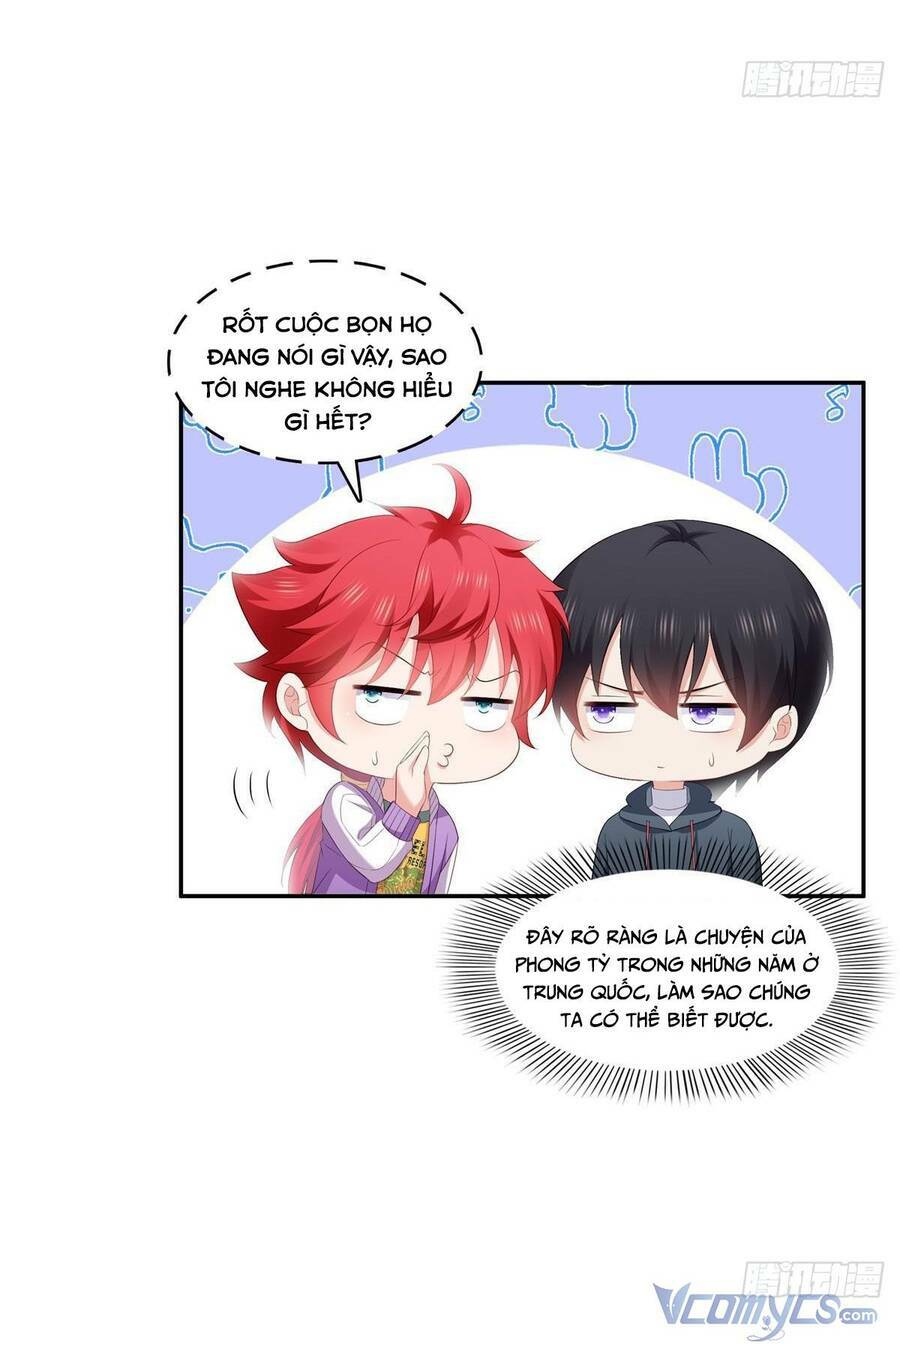 腾讯动漫
RỐT CUỘC BỌN HỌ
ĐANG NÓI GÌ VẬY, SAO
TÔI NGHE KHÔNG HIỂU
GÌ HẾT?
ĐÂY RÕ RÀNG LÀ CHUYỆN CỦA
PHONG TỶ TRONG NHỮNG NĂM Ở
TRUNG QUỐC, LÀM SAO CHÚNG
TA CÓ THỂ BIẾT ĐƯỢC.
腾讯动漫
VCOMYCS.com